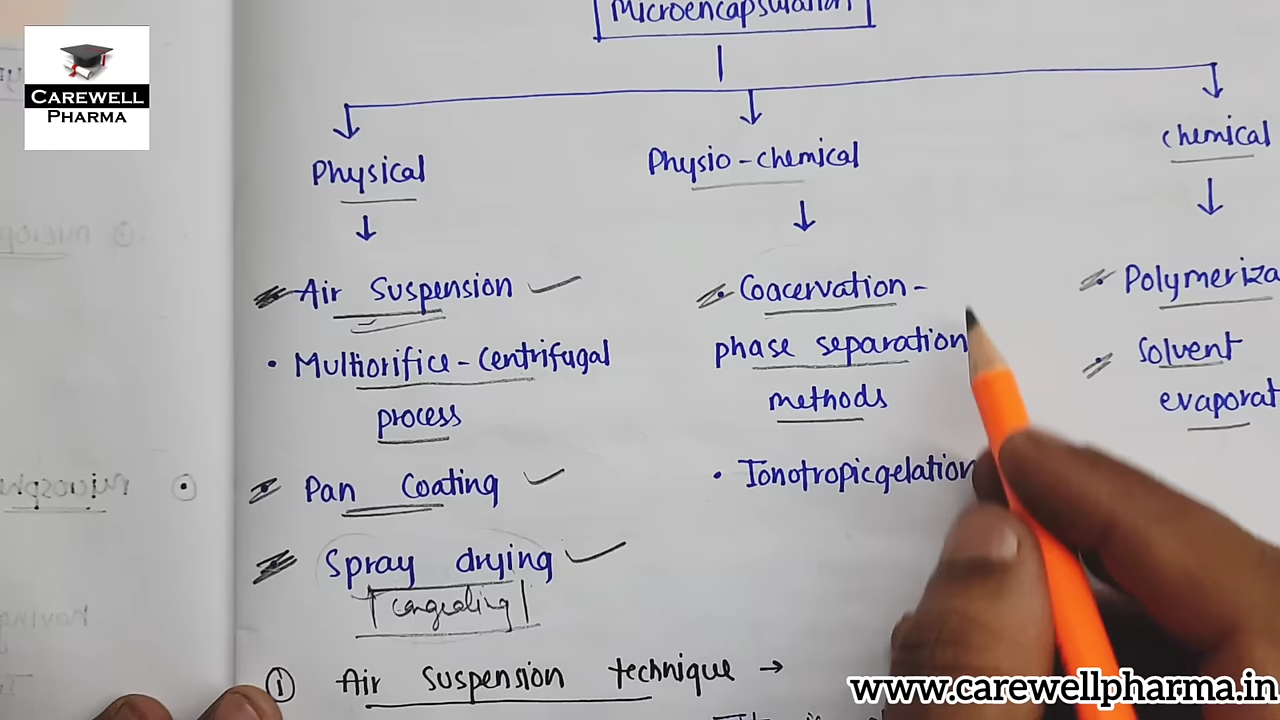 CAREWELL
PHARMA
Microencapsulation
Physical
Physio-chemical
chemical
Air Suspension
• Multiorifice-centrifugal
process
Pan Coating
Spray drying
congealing
• Coacervation-
phase separation
methods
• Ionotropicgelation
Polymeriza
Solvent
evaporat
① Air Suspension technique →
www.carewellpharma.in